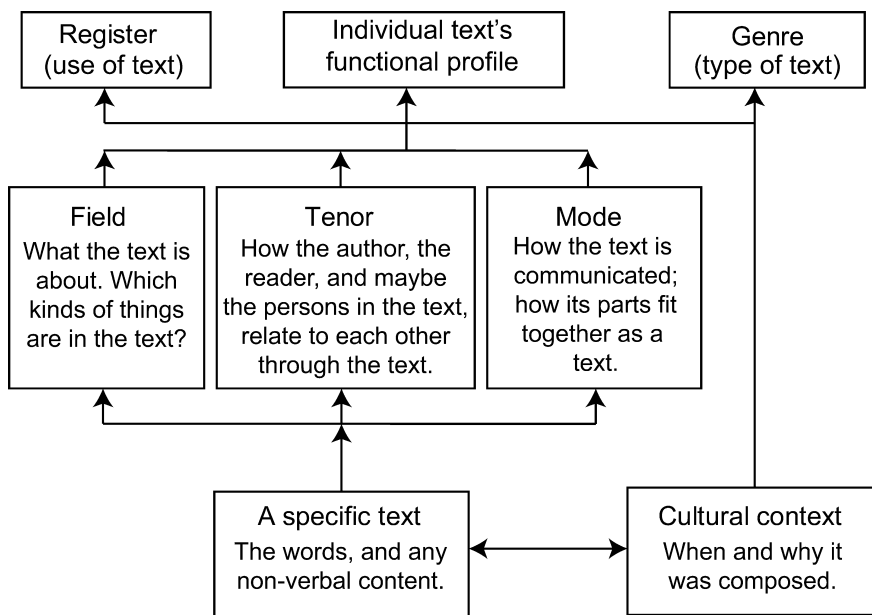 Register
(use of text)
Individual text’s
functional profile
Genre
(type of text)
Field
What the text is
about. Which
kinds of things
are in the text?
Tenor
How the author, the
reader, and maybe
the persons in the text,
relate to each other
through the text.
Mode
How the text is
communicated;
how its parts fit
together as a
text.
A specific text
The words, and any
non-verbal content.
Cultural context
When and why it
was composed.